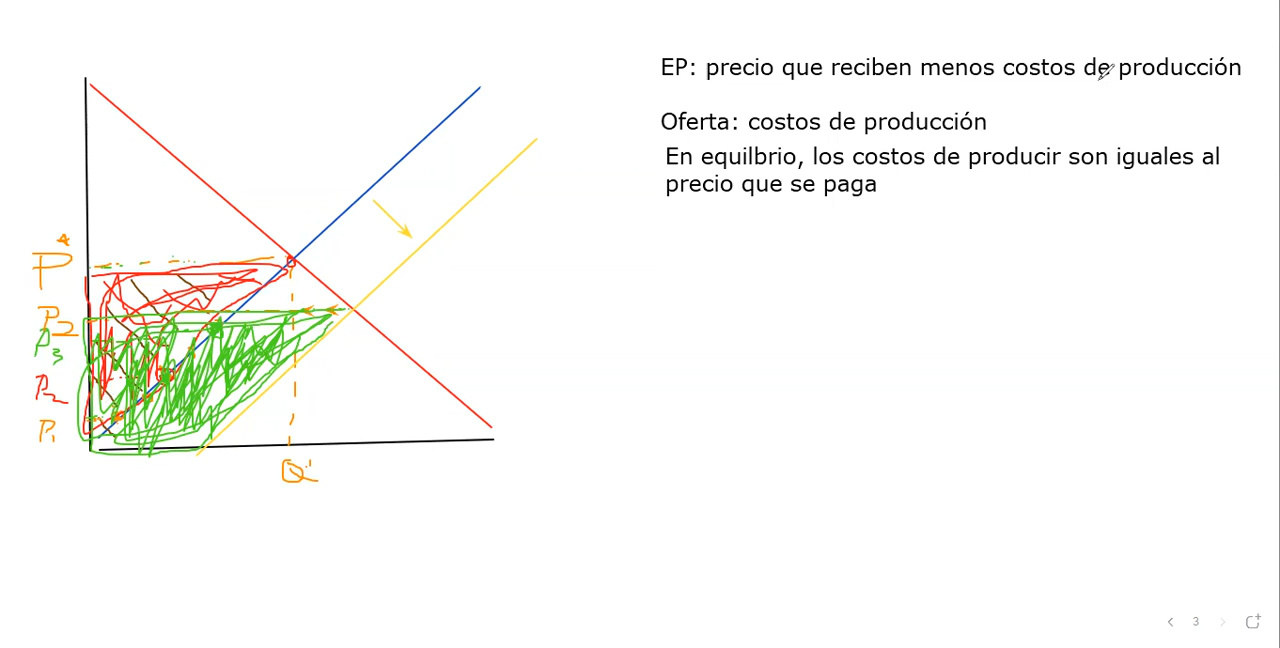 EP: precio que reciben menos costos de producción
Oferta: costos de producción
En equilbrio, los costos de producir son iguales al
precio que se paga
P*
P2
P3
P2
P1
Q'
3